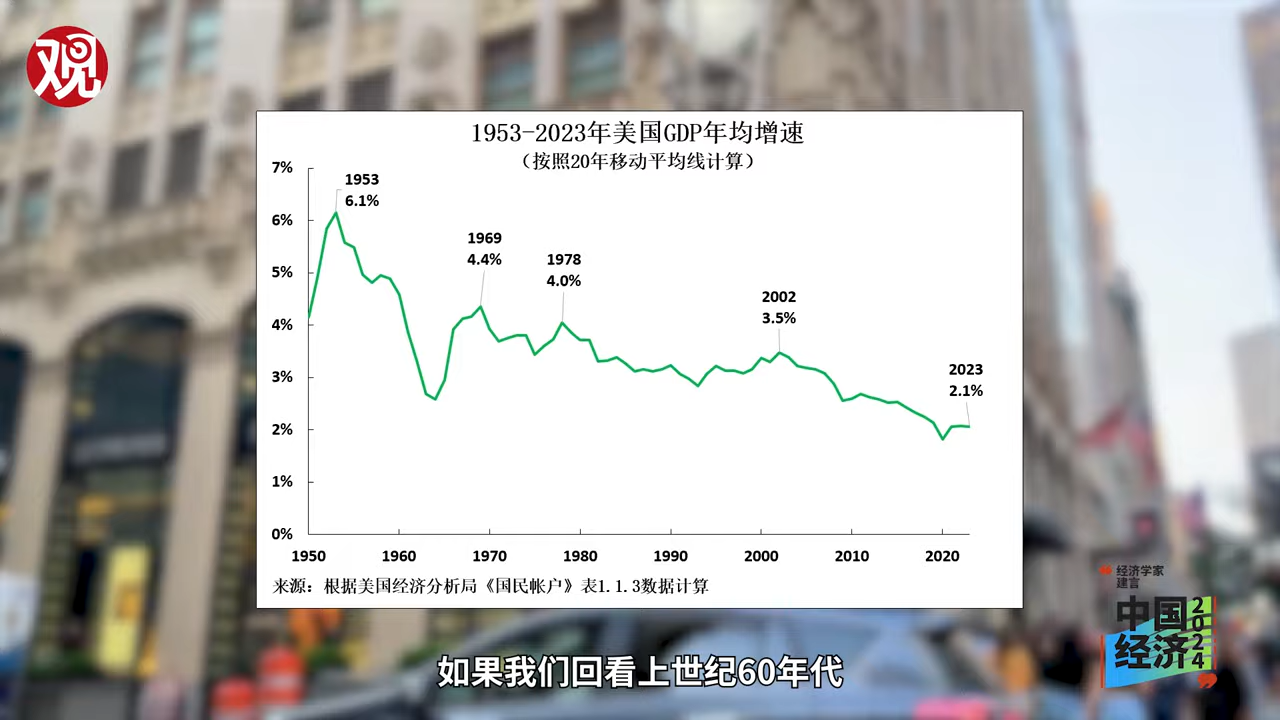 观
1953-2023年美国GDP年均增速
（按照20年移动平均线计算）
7%
6%
5%
4%
3%
2%
1%
0%
1953
6.1%
1969
4.4%
1978
4.0%
2002
3.5%
2023
2.1%
1950 1960 1970 1980 1990 2000 2010 2020
来源：根据美国经济分析局《国民帐户》表1.1.3数据计算
经济学家
建言
中国
经济
2024
如果我们回看上世纪60年代